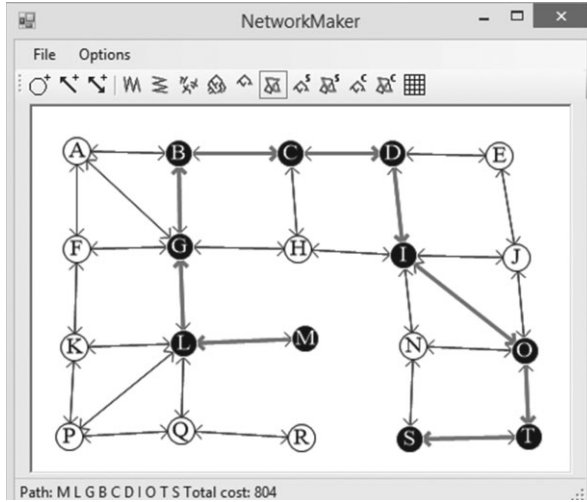 NetworkMaker
File Options
A B C D E
F G H I J
K L M N O
P Q R S T
Path: M L G B C D I O T S Total cost: 804